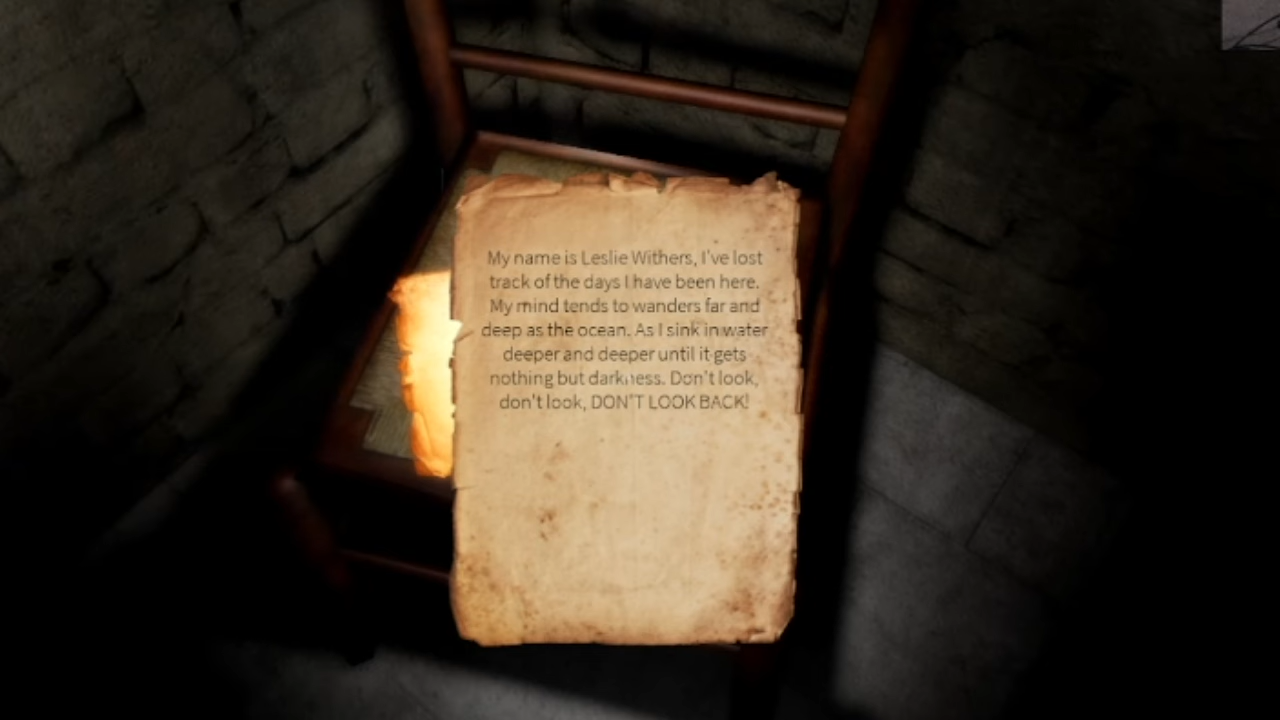 My name is Leslie Withers, I've lost
track of the days I have been here.
My mind tends to wanders far and
deep as the ocean. As I sink in water
deeper and deeper until it gets
nothing but darkness. Don't look,
don't look, DON'T LOOK BACK!